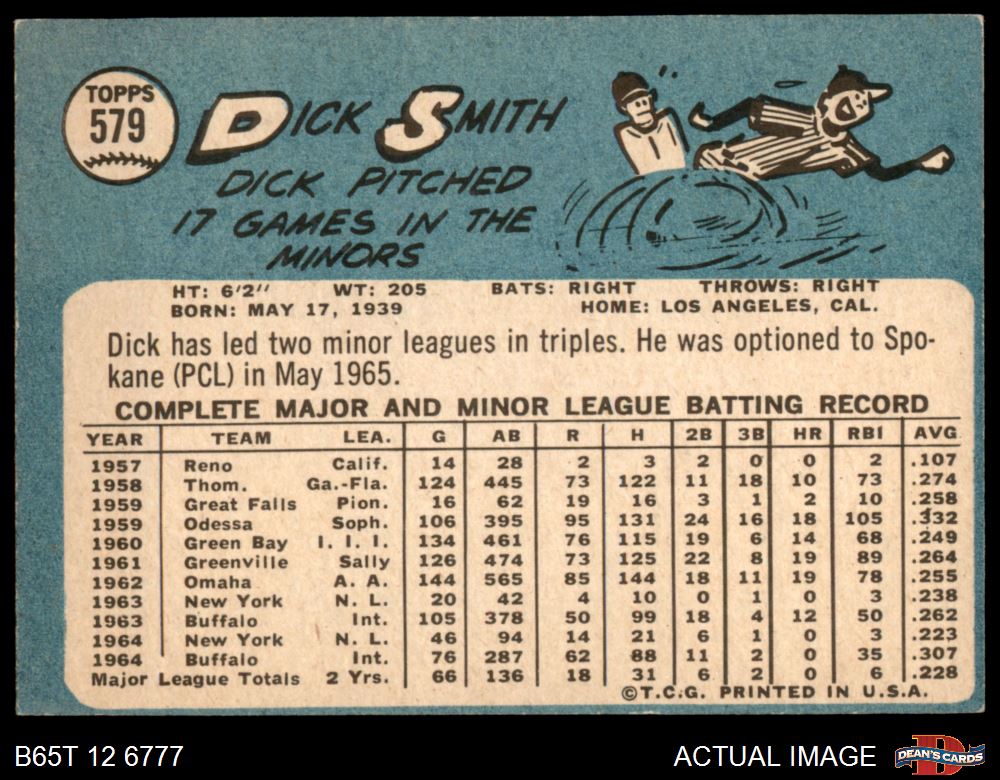 TOPPS
579
DICK SMITH
DICK PITCHED
17 GAMES IN THE
MINORS
HT: 6'2" WT: 205 BATS: RIGHT THROWS: RIGHT
BORN: MAY 17, 1939 HOME: LOS ANGELES, CAL.
Dick has led two minor leagues in triples. He was optioned to Spo-
kane (PCL) in May 1965.
COMPLETE MAJOR AND MINOR LEAGUE BATTING RECORD
YEAR TEAM LEA. G AB R H 2B 3B HR RBI AVG
1957 Reno Calif. 14 28 2 3 2 0 0 2 .107
1958 Thom. Ga.-Fla. 124 445 73 122 11 18 10 73 .274
1959 Great Falls Pion. 16 62 19 16 3 1 2 10 .258
1959 Odessa Soph. 106 395 95 131 24 16 18 105 .332
1960 Green Bay I. I. I. 134 461 76 115 19 6 14 68 .249
1961 Greenville Sally 126 474 73 125 22 8 19 89 .264
1962 Omaha A. A. 144 565 85 144 18 11 19 78 .255
1963 New York N. L. 20 42 4 10 0 1 0 3 .238
1963 Buffalo Int. 105 378 50 99 18 4 12 50 .262
1964 New York N. L. 46 94 14 21 6 1 0 3 .223
1964 Buffalo Int. 76 287 62 88 11 2 0 35 .307
Major League Totals 2 Yrs. 66 136 18 31 6 2 0 6 .228
©T.C.G. PRINTED IN U.S.A.
B65T 12 6777 ACTUAL IMAGE DEAN'S CARDS